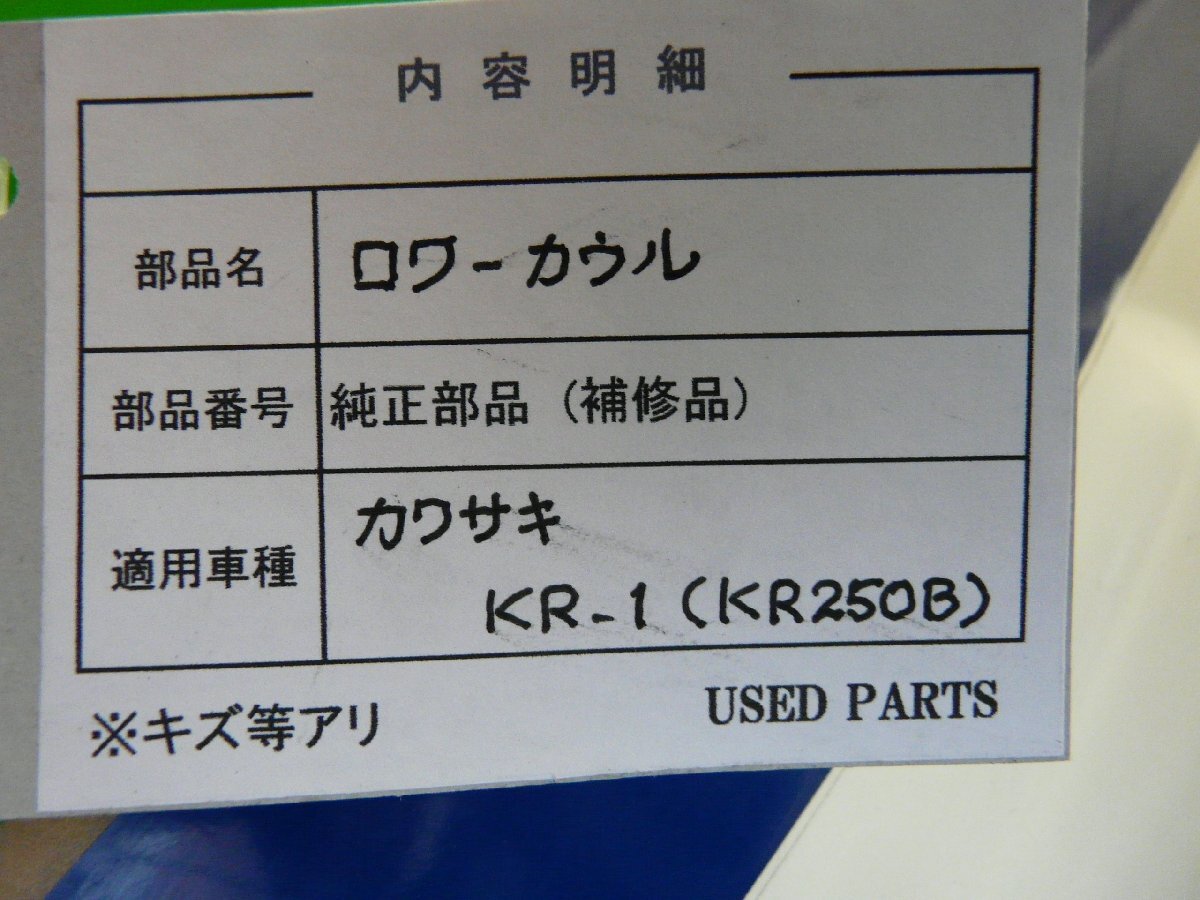 内容明細
部品名 ロワーカウル
部品番号 純正部品(補修品)
適用車種 カワサキ
KR-1(KR250B)
※キズ等アリ USED PARTS